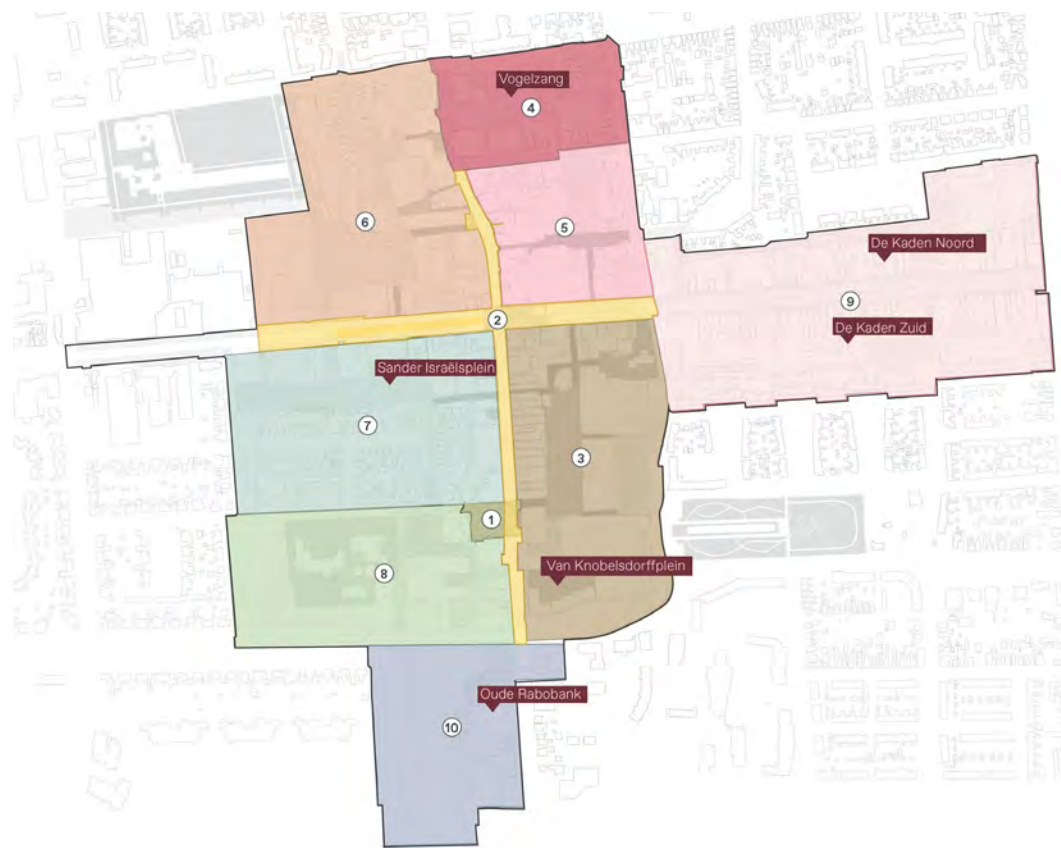 Vogelzang
4
6
5
De Kaden Noord
9
2
De Kaden Zuid
Sander Israëlsplein
7
3
1
Van Knobelsdorffplein
8
Oude Rabobank
10